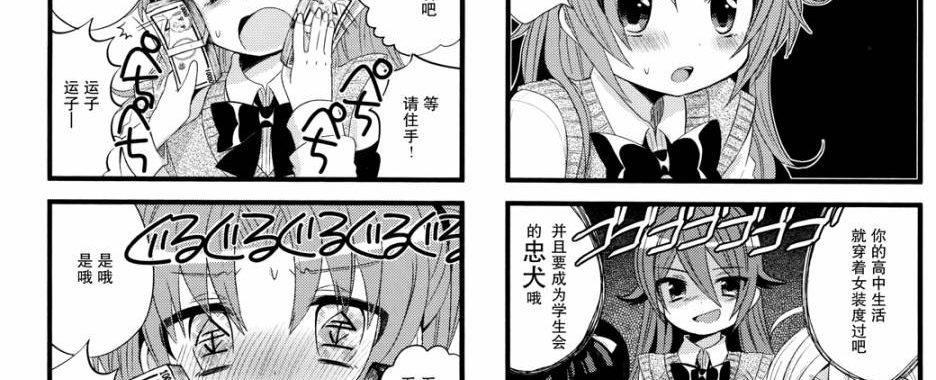 你的高中生活
就穿着女装度过吧
并且要成为学生会
的忠犬哦
ゴゴゴゴゴゴゴ
吧
等
请住手！
ぺちぺち
ぺちぺち
运子
运子—
ぐるぐるぐるぐるぐる
是哦
是哦